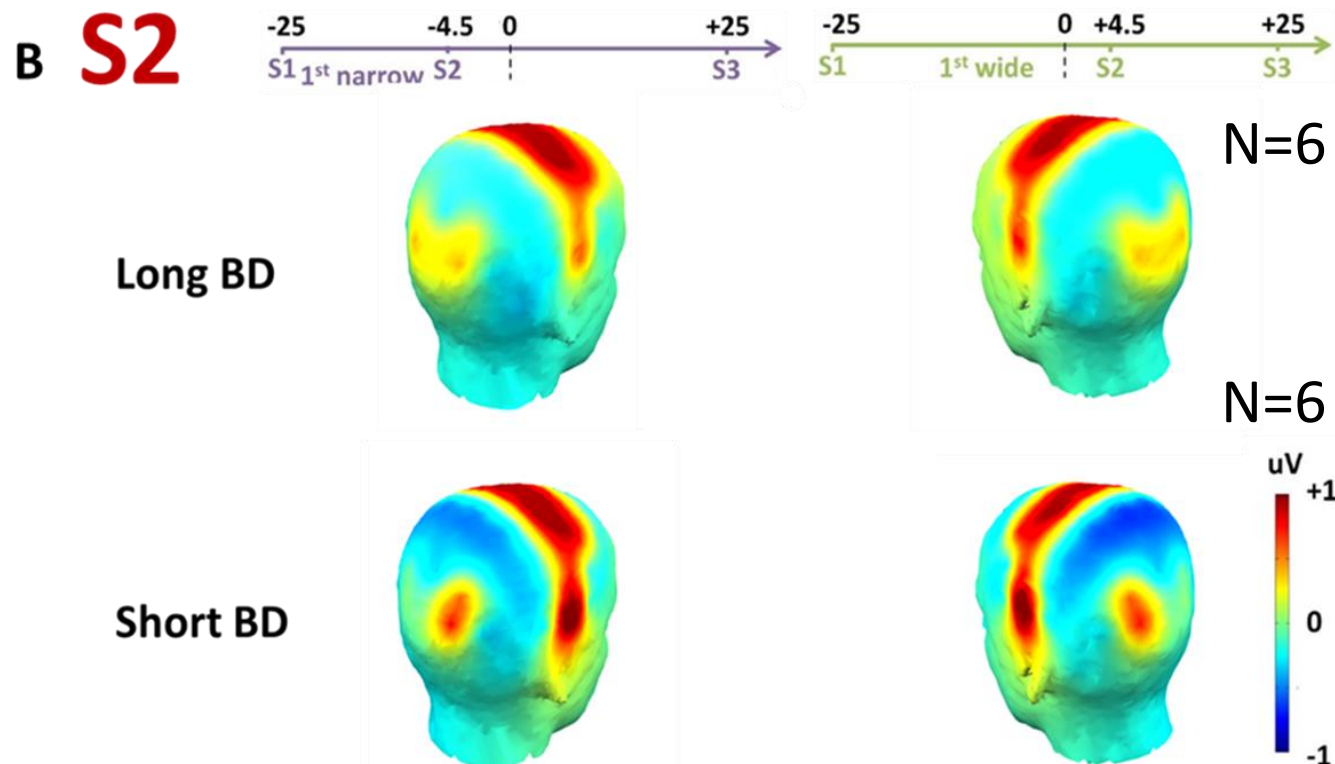 B S2
-25 -4.5 0 +25
S1 1st narrow S2 S3
-25 0 +4.5 +25
S1 1st wide S2 S3
N=6
Long BD
N=6
uV
+1
Short BD
0
-1